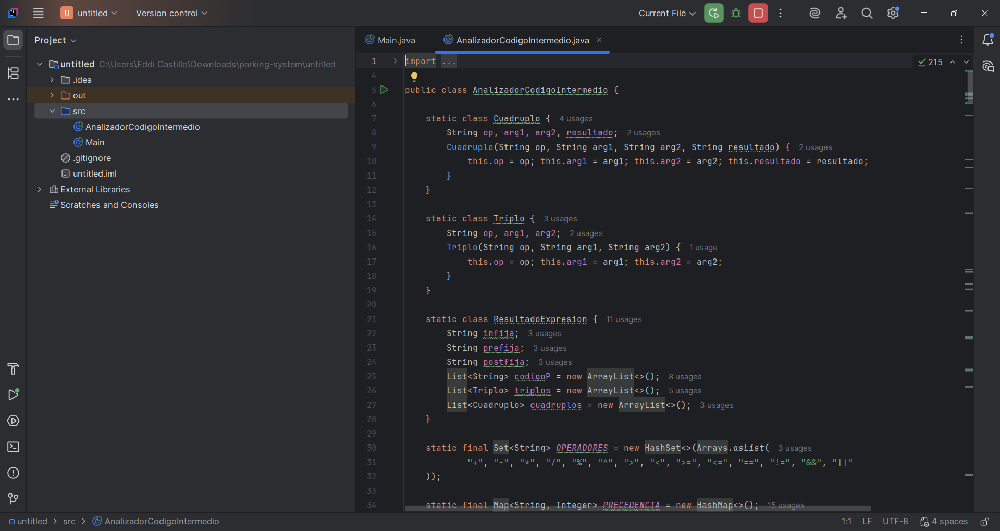 U untitled Version control Current File
Project
untitled C:\Users\Eddi Castillo\Downloads\parking-system\untitled
.idea
out
src
AnalizadorCodigoIntermedio
Main
.gitignore
untitled.iml
External Libraries
Scratches and Consoles
Main.java AnalizadorCodigoIntermedio.java
1 import ... 215
4
5 public class AnalizadorCodigoIntermedio {
6
7 static class Cuadruplo { 4 usages
8 String op, arg1, arg2, resultado; 2 usages
9 Cuadruplo(String op, String arg1, String arg2, String resultado) { 2 usages
10 this.op = op; this.arg1 = arg1; this.arg2 = arg2; this.resultado = resultado;
11 }
12 }
13
14 static class Triplo { 3 usages
15 String op, arg1, arg2; 2 usages
16 Triplo(String op, String arg1, String arg2) { 1 usage
17 this.op = op; this.arg1 = arg1; this.arg2 = arg2;
18 }
19 }
20
21 static class ResultadoExpresion { 11 usages
22 String infija; 3 usages
23 String prefija; 3 usages
24 String postfija; 3 usages
25 List<String> codigoP = new ArrayList<>(); 8 usages
26 List<Triplo> triplos = new ArrayList<>(); 5 usages
27 List<Cuadruplo> cuadruplos = new ArrayList<>(); 3 usages
28 }
29
30 static final Set<String> OPERADORES = new HashSet<>(Arrays.asList( 3 usages
31 "+", "-", "*", "/", "%", "^", ">", "<", ">=", "<=", "==", "!=", "&&", "||"
32 ));
33
34 static final Map<String, Integer> PRECEDENCIA = new HashMap<>(); 15 usages
untitled > src > AnalizadorCodigoIntermedio 1:1 LF UTF-8 4 spaces